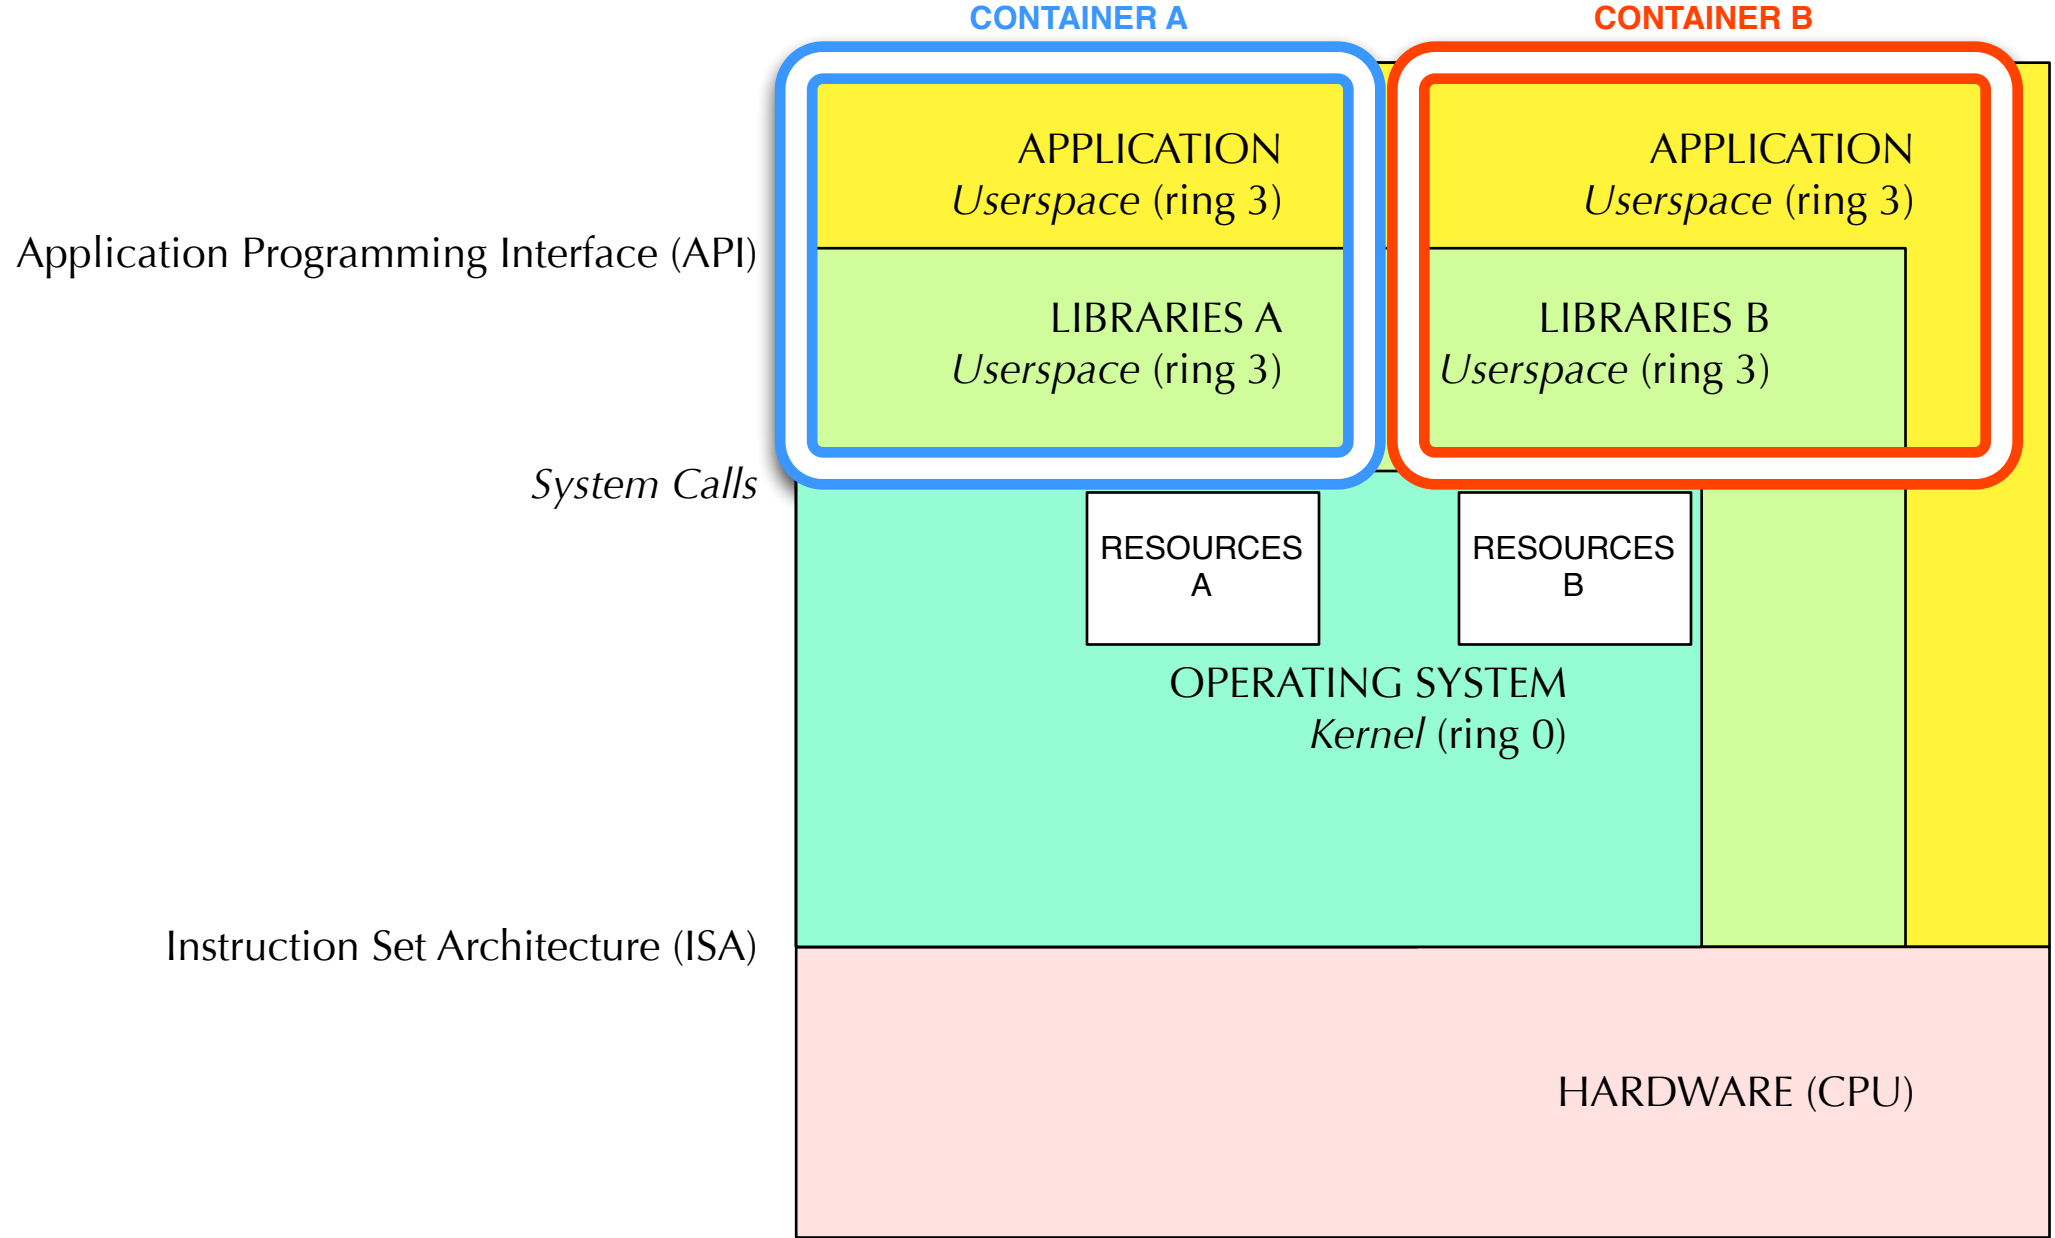 CONTAINER A
CONTAINER B
APPLICATION
Userspace (ring 3)
APPLICATION
Userspace (ring 3)
Application Programming Interface (API)
LIBRARIES A
Userspace (ring 3)
LIBRARIES B
Userspace (ring 3)
System Calls
RESOURCES
A
RESOURCES
B
OPERATING SYSTEM
Kernel (ring 0)
Instruction Set Architecture (ISA)
HARDWARE (CPU)